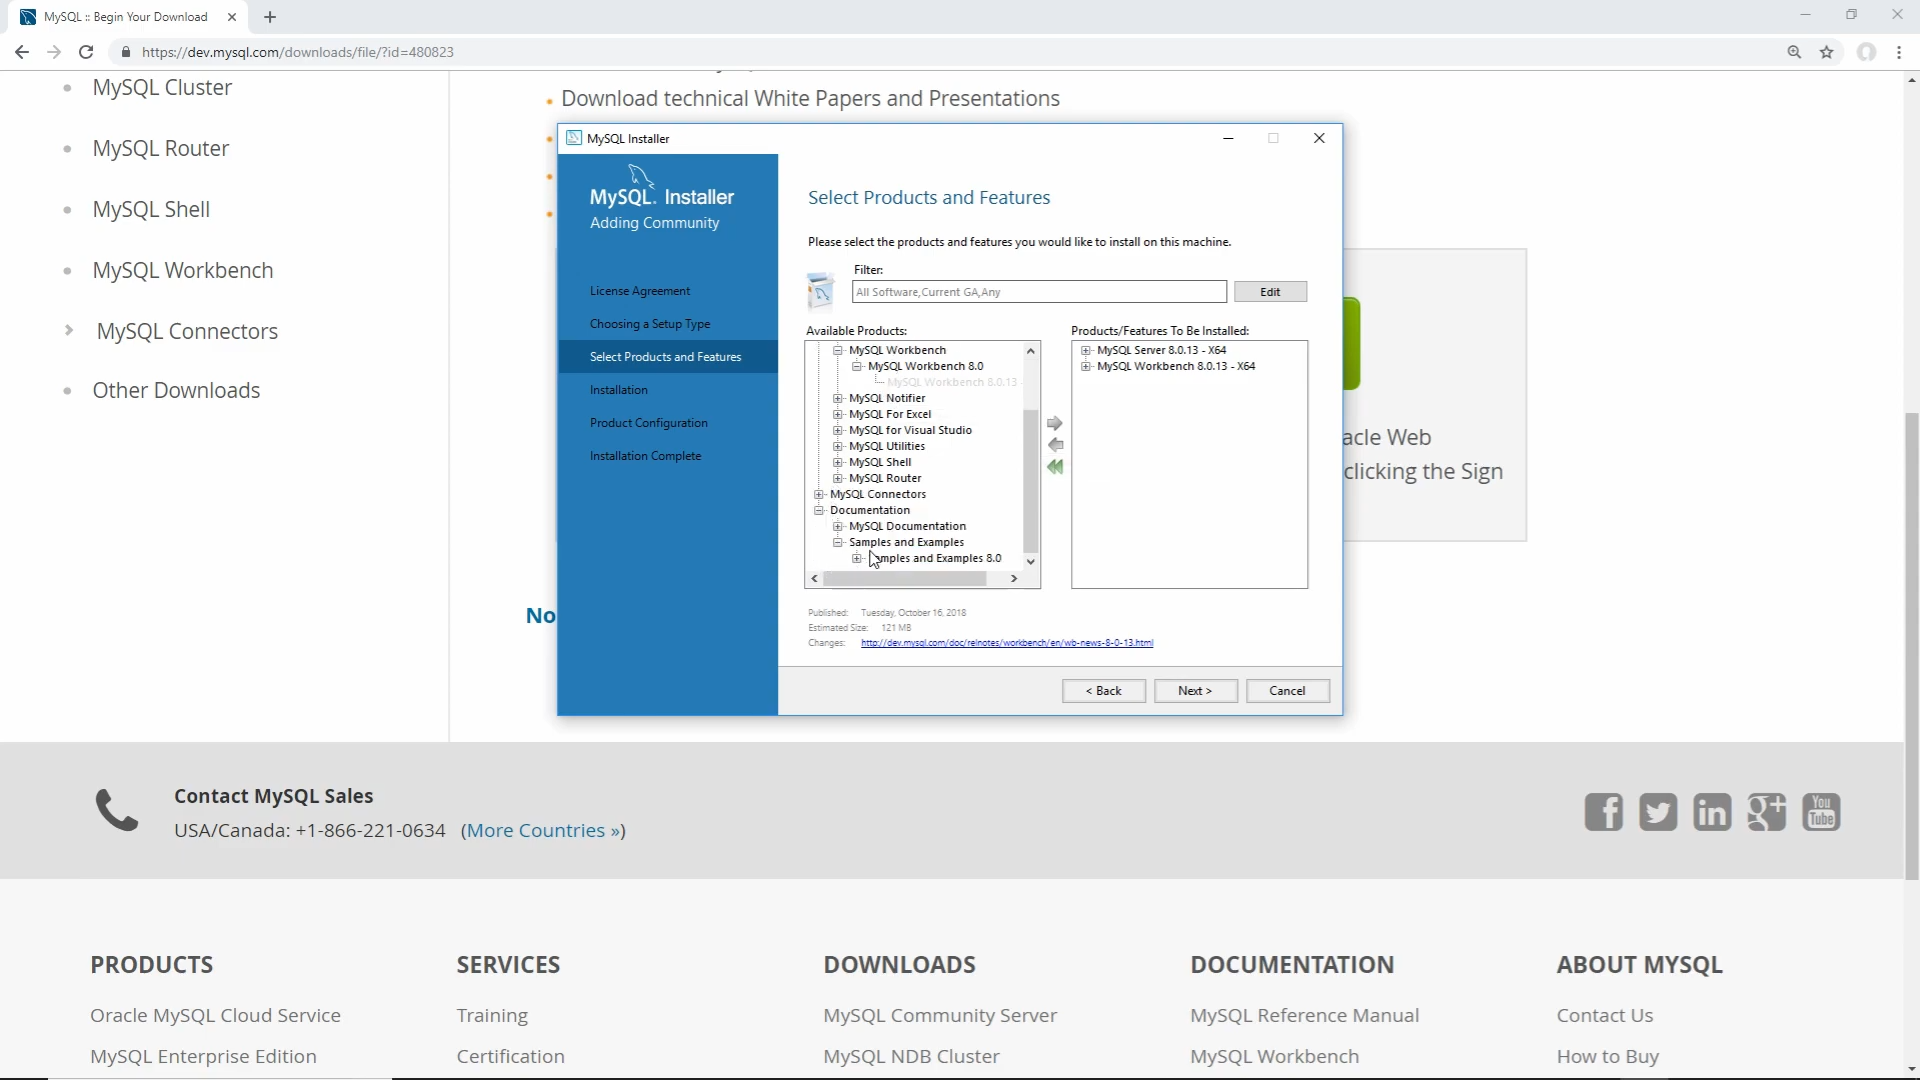 MySQL :: Begin Your Download
https://dev.mysql.com/downloads/file/?id=480823
MySQL Cluster
MySQL Router
MySQL Shell
MySQL Workbench
MySQL Connectors
Other Downloads
Download technical White Papers and Presentations
MySQL Installer
MySQL. Installer
Adding Community
License Agreement
Choosing a Setup Type
Select Products and Features
Installation
Product Configuration
Installation Complete
Select Products and Features
Please select the products and features you would like to install on this machine.
Filter:
All Software,Current GA,Any
Edit
Available Products:
MySQL Workbench
MySQL Workbench 8.0
MySQL Workbench 8.0.13 -
MySQL Notifier
MySQL For Excel
MySQL for Visual Studio
MySQL Utilities
MySQL Shell
MySQL Router
MySQL Connectors
Documentation
MySQL Documentation
Samples and Examples
mples and Examples 8.0
Products/Features To Be Installed:
MySQL Server 8.0.13 - X64
MySQL Workbench 8.0.13 - X64
Published: Tuesday, October 16, 2018
Estimated Size: 121 MB
Changes: http://dev.mysql.com/doc/relnotes/workbench/en/wb-news-8-0-13.html
< Back
Next >
Cancel
acle Web
clicking the Sign
No
Contact MySQL Sales
USA/Canada: +1-866-221-0634 (More Countries »)
You
Tube
PRODUCTS
Oracle MySQL Cloud Service
MySQL Enterprise Edition
SERVICES
Training
Certification
DOWNLOADS
MySQL Community Server
MySQL NDB Cluster
DOCUMENTATION
MySQL Reference Manual
MySQL Workbench
ABOUT MYSQL
Contact Us
How to Buy